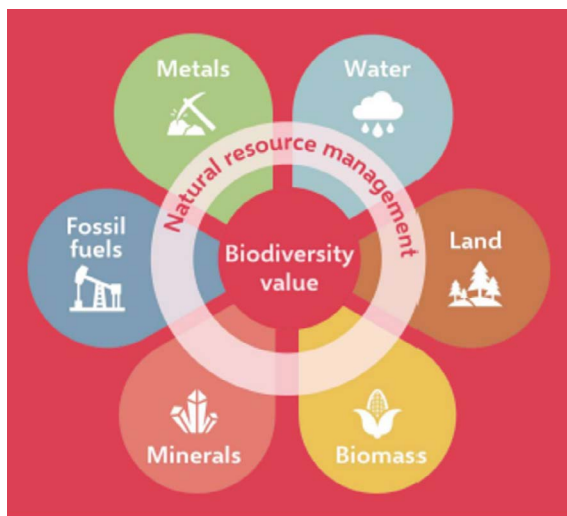 Metals
Water
Natural resource management
Fossil
fuels
Biodiversity
value
Land
Minerals
Biomass